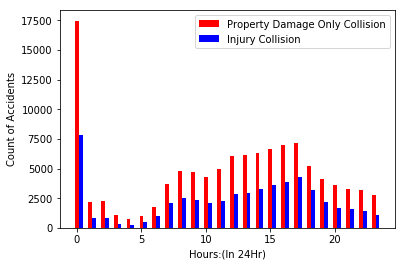 Property Damage Only Collision
Injury Collision
Count of Accidents
17500
15000
12500
10000
7500
5000
2500
0
0 5 10 15 20
Hours:(In 24Hr)